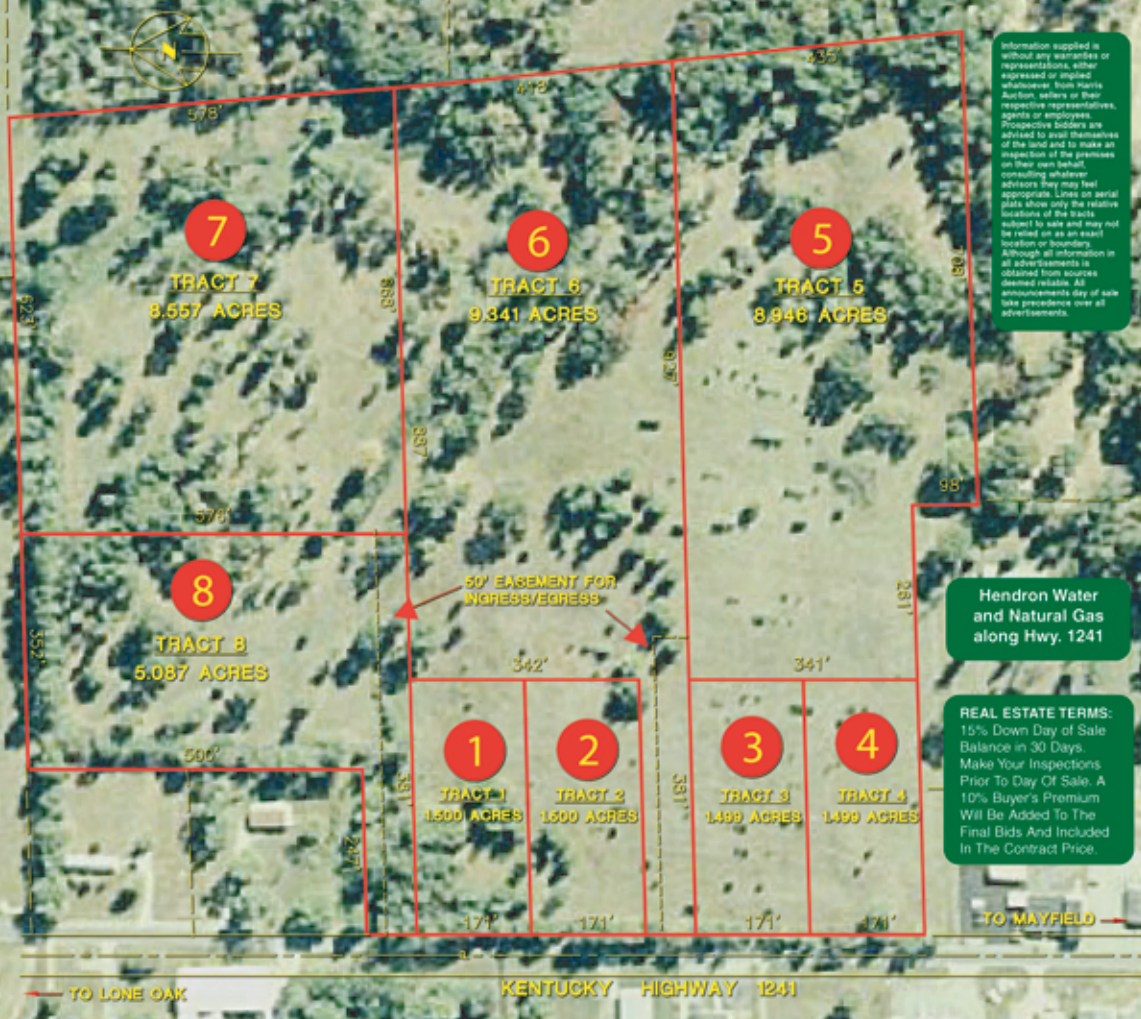 N
Information supplied is
without any warranties or
representations, either
expressed or implied
whatsoever, from Harris
Auction, sellers or their
respective representatives,
agents or employees.
Prospective bidders are
advised to avail themselves
of the land and to make an
inspection of the premises
on their own behalf,
consulting whatever
advisors they may feel
appropriate. Lines on aerial
plats show only the relative
locations of the tracts
subject to sale and may not
be relied on as an exact
location or boundary.
Although all information in
all advertisements is
obtained from sources
deemed reliable. All
announcements day of sale
take precedence over all
advertisements.
578'
418'
435'
7
TRACT 7
8.557 ACRES
6
TRACT 6
9.341 ACRES
5
TRACT 5
8.946 ACRES
623'
708'
937'
887'
98'
576'
8
TRACT 8
5.087 ACRES
352'
50' EASEMENT FOR
INGRESS/EGRESS
261'
Hendron Water
and Natural Gas
along Hwy. 1241
342'
341'
1
TRACT 1
1.500 ACRES
2
TRACT 2
1.500 ACRES
3
TRACT 3
1.499 ACRES
4
TRACT 4
1.499 ACRES
381'
381'
247'
REAL ESTATE TERMS:
15% Down Day of Sale
Balance in 30 Days.
Make Your Inspections
Prior To Day Of Sale. A
10% Buyer's Premium
Will Be Added To The
Final Bids And Included
In The Contract Price.
171'
171'
171'
171'
TO MAYFIELD
TO LONE OAK
KENTUCKY HIGHWAY 1241